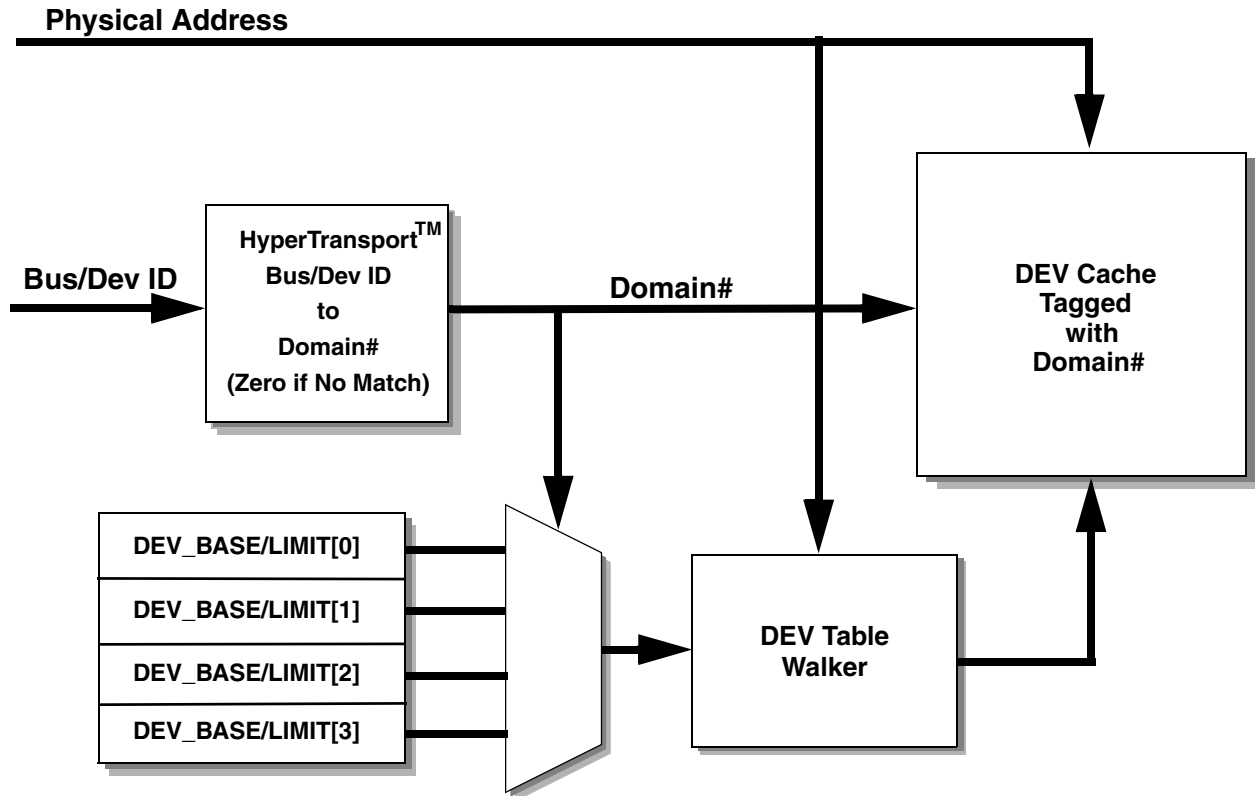 Physical Address
Bus/Dev ID
HyperTransport™
Bus/Dev ID
to
Domain#
(Zero if No Match)
Domain#
DEV Cache
Tagged
with
Domain#
DEV_BASE/LIMIT[0]
DEV_BASE/LIMIT[1]
DEV_BASE/LIMIT[2]
DEV_BASE/LIMIT[3]
DEV Table
Walker